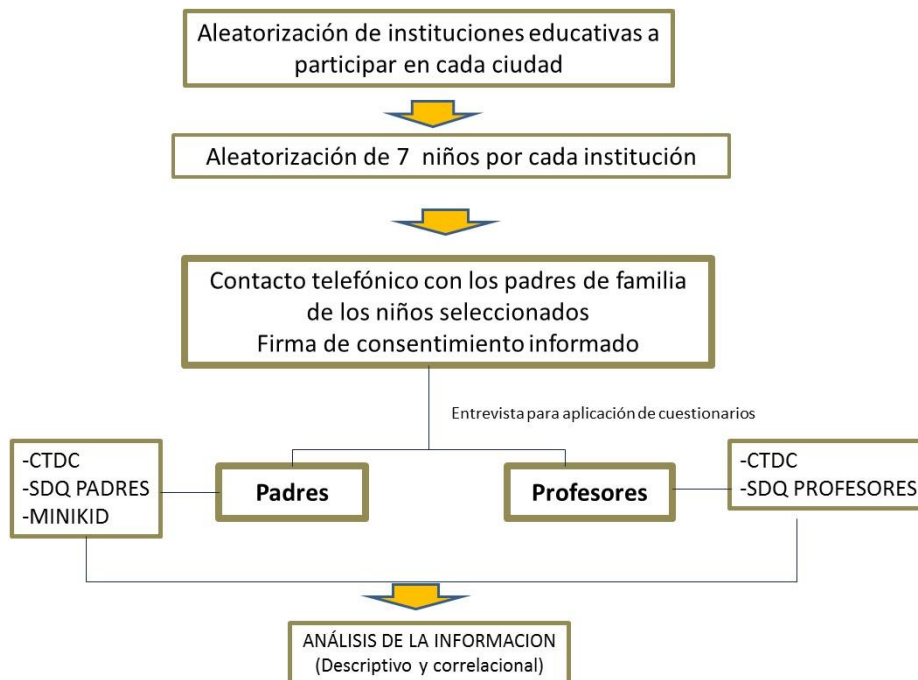 Aleatorización de instituciones educativas a
participar en cada ciudad
Aleatorización de 7 niños por cada institución
Contacto telefónico con los padres de familia
de los niños seleccionados
Firma de consentimiento informado
Entrevista para aplicación de cuestionarios
-CTDC
-SDQ PADRES
-MINIKID
Padres
Profesores
-CTDC
-SDQ PROFESORES
ANÁLISIS DE LA INFORMACION
(Descriptivo y correlacional)